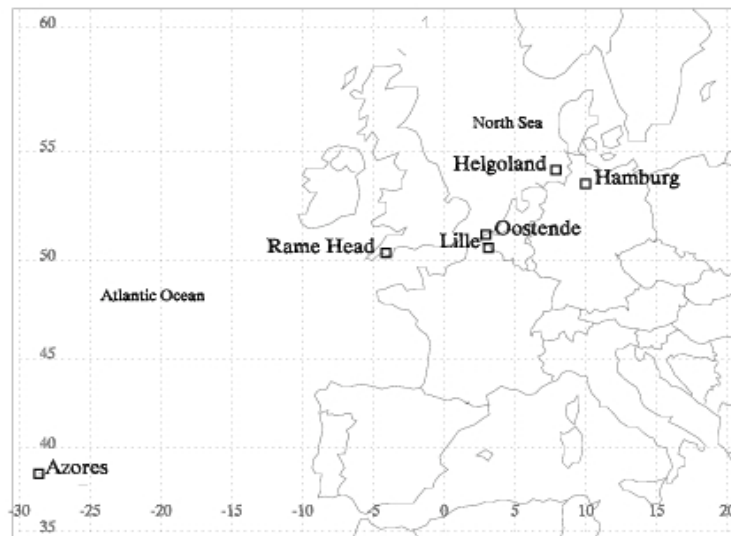 60
North Sea
55
Helgoland
Hamburg
Oostende
Lille
Rame Head
50
Atlantic Ocean
45
40
Azores
-30 -25 -20 -15 -10 -5 0 5 10 15 20
35